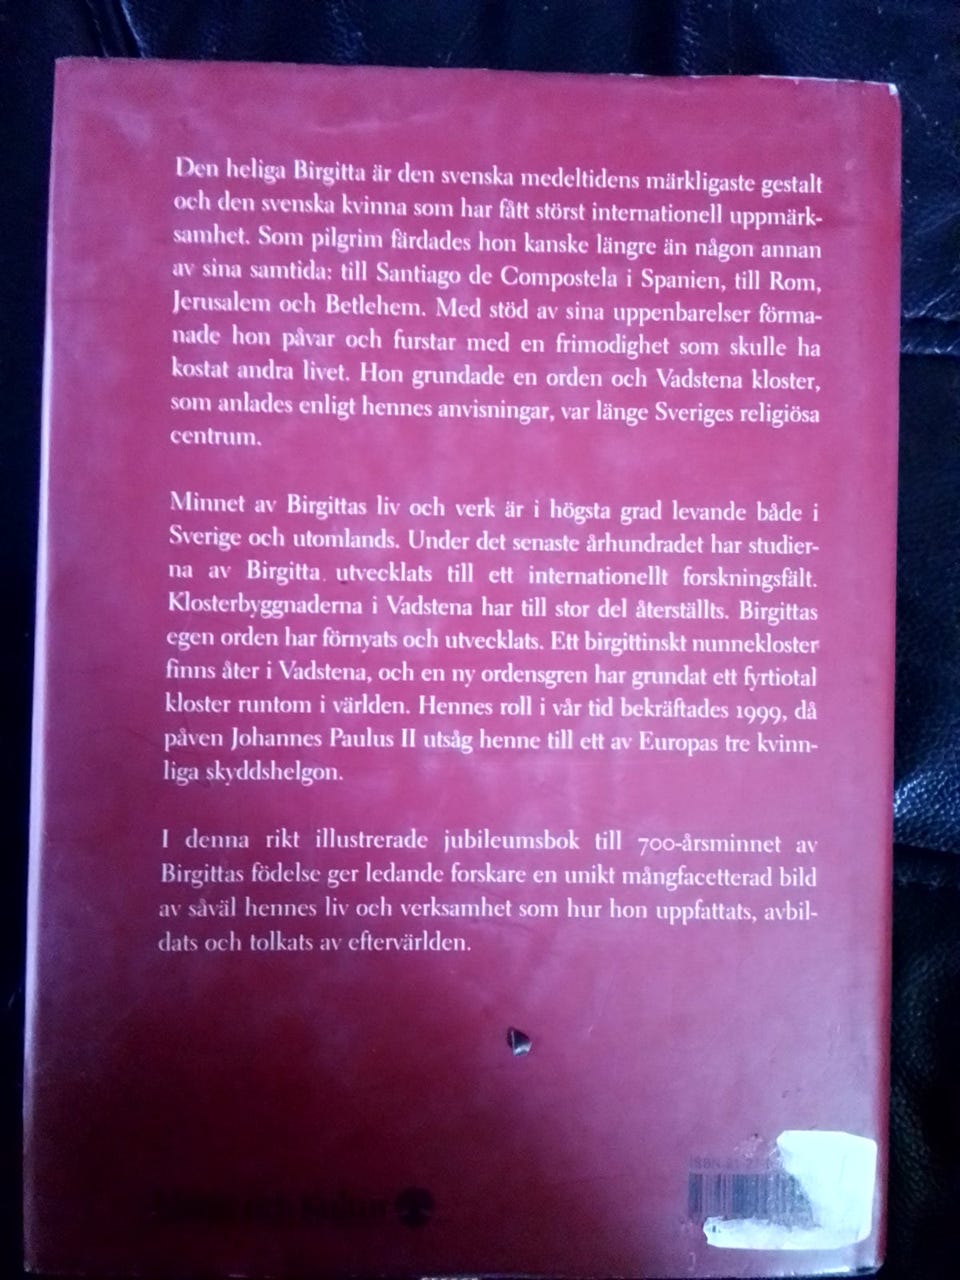 Den heliga Birgitta är den svenska medeltidens märkligaste gestalt
och den svenska kvinna som har fått störst internationell uppmärk-
samhet. Som pilgrim färdades hon kanske längre än någon annan
av sina samtida: till Santiago de Compostela i Spanien, till Rom,
Jerusalem och Betlehem. Med stöd av sina uppenbarelser förma-
nade hon påvar och furstar med en frimodighet som skulle ha
kostat andra livet. Hon grundade en orden och Vadstena kloster,
som anlades enligt hennes anvisningar, var länge Sveriges religiösa
centrum.
Minnet av Birgittas liv och verk är i högsta grad levande både i
Sverige och utomlands. Under det senaste århundradet har studier-
na av Birgitta utvecklats till ett internationellt forskningsfält.
Klosterbyggnaderna i Vadstena har till stor del återställts. Birgittas
egen orden har förnyats och utvecklats. Ett birgittinskt nunnekloster
finns åter i Vadstena, och en ny ordensgren har grundat ett fyrtiotal
kloster runtom i världen. Hennes roll i vår tid bekräftades 1999, då
påven Johannes Paulus II utsåg henne till ett av Europas tre kvinn-
liga skyddshelgon.
I denna rikt illustrerade jubileumsbok till 700-årsminnet av
Birgittas födelse ger ledande forskare en unikt mångfacetterad bild
av såväl hennes liv och verksamhet som hur hon uppfattats, avbil-
dats och tolkats av eftervärlden.
ISBN 91-27-